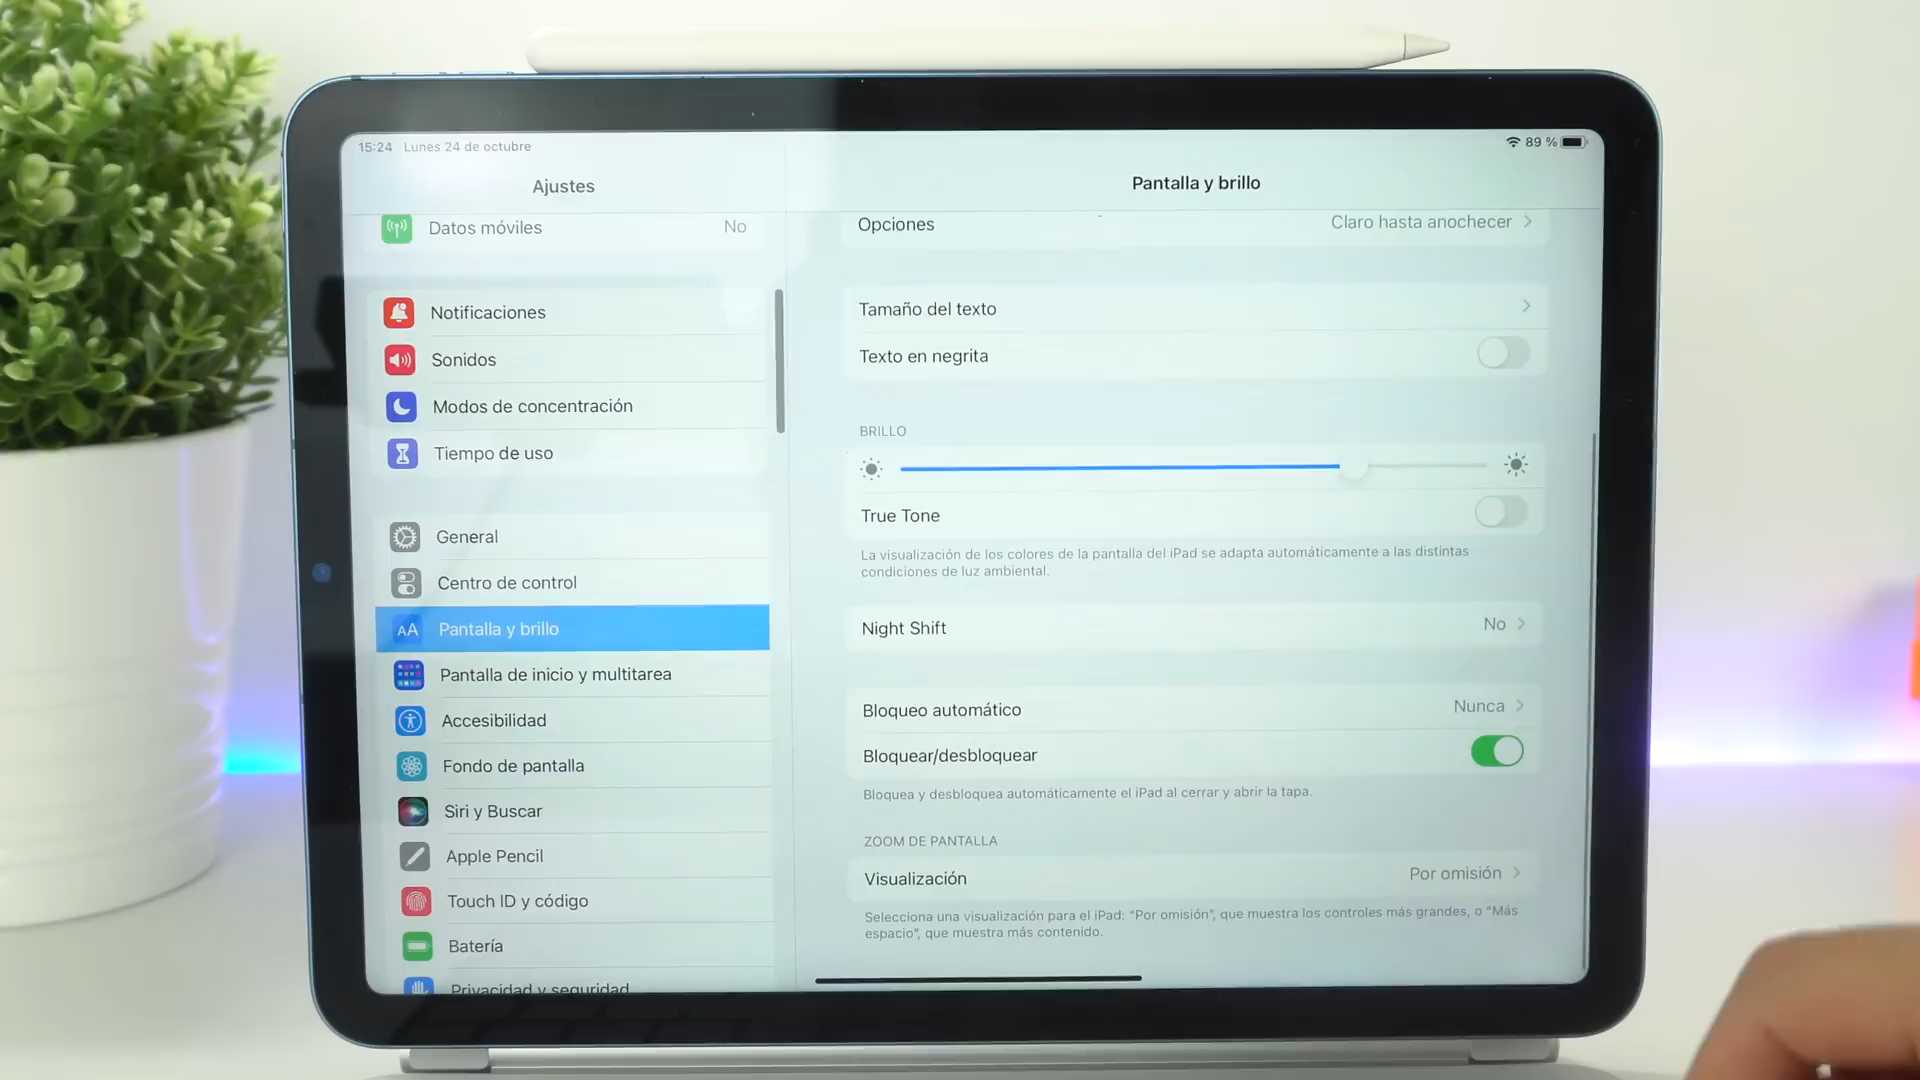 15:24 Lunes 24 de octubre
89 %
Ajustes
Datos móviles No
Notificaciones
Sonidos
Modos de concentración
Tiempo de uso
General
Centro de control
AA Pantalla y brillo
Pantalla de inicio y multitarea
Accesibilidad
Fondo de pantalla
Siri y Buscar
Apple Pencil
Touch ID y código
Batería
Privacidad y seguridad
Pantalla y brillo
Opciones Claro hasta anochecer
Tamaño del texto
Texto en negrita
BRILLO
True Tone
La visualización de los colores de la pantalla del iPad se adapta automáticamente a las distintas
condiciones de luz ambiental.
Night Shift No
Bloqueo automático Nunca
Bloquear/desbloquear
Bloquea y desbloquea automáticamente el iPad al cerrar y abrir la tapa.
ZOOM DE PANTALLA
Visualización Por omisión
Selecciona una visualización para el iPad: “Por omisión”, que muestra los controles más grandes, o “Más
espacio”, que muestra más contenido.